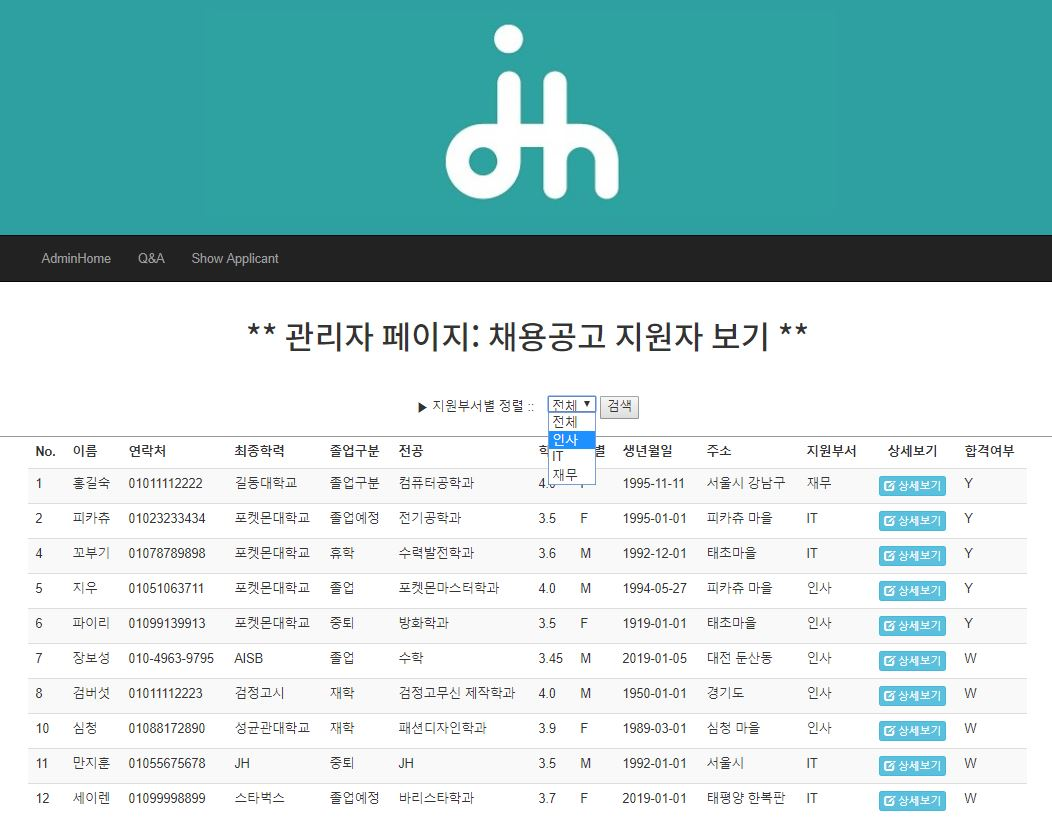 jh
AdminHome Q&A Show Applicant
** 관리자 페이지: 채용공고 지원자 보기 **
▶ 지원부서별 정렬 :: 전체 ▼ 검색
전체
인사
IT
재무
No. 이름 연락처 최종학력 졸업구분 전공 학 별 생년월일 주소 지원부서 상세보기 합격여부
1 홍길숙 01011112222 길동대학교 졸업구분 컴퓨터공학과 1995-11-11 서울시 강남구 재무 상세보기 Y
2 피카츄 01023233434 포켓몬대학교 졸업예정 전기공학과 3.5 F 1995-01-01 피카츄 마을 IT 상세보기 Y
4 꼬부기 01078789898 포켓몬대학교 휴학 수력발전학과 3.6 M 1992-12-01 태초마을 IT 상세보기 Y
5 지우 01051063711 포켓몬대학교 졸업 포켓몬마스터학과 4.0 M 1994-05-27 피카츄 마을 인사 상세보기 Y
6 파이리 01099139913 포켓몬대학교 중퇴 방화학과 3.5 F 1919-01-01 태초마을 인사 상세보기 Y
7 장보성 010-4963-9795 AISB 졸업 수학 3.45 M 2019-01-05 대전 둔산동 인사 상세보기 W
8 검버섯 01011112223 검정고시 재학 검정고무신 제작학과 4.0 M 1950-01-01 경기도 인사 상세보기 W
10 심청 01088172890 성균관대학교 재학 패션디자인학과 3.9 F 1989-03-01 심청 마을 인사 상세보기 W
11 만지훈 01055675678 JH 중퇴 JH 3.5 M 1992-01-01 서울시 IT 상세보기 W
12 세이렌 01099998899 스타벅스 졸업예정 바리스타학과 3.7 F 2019-01-01 태평양 한복판 IT 상세보기 W